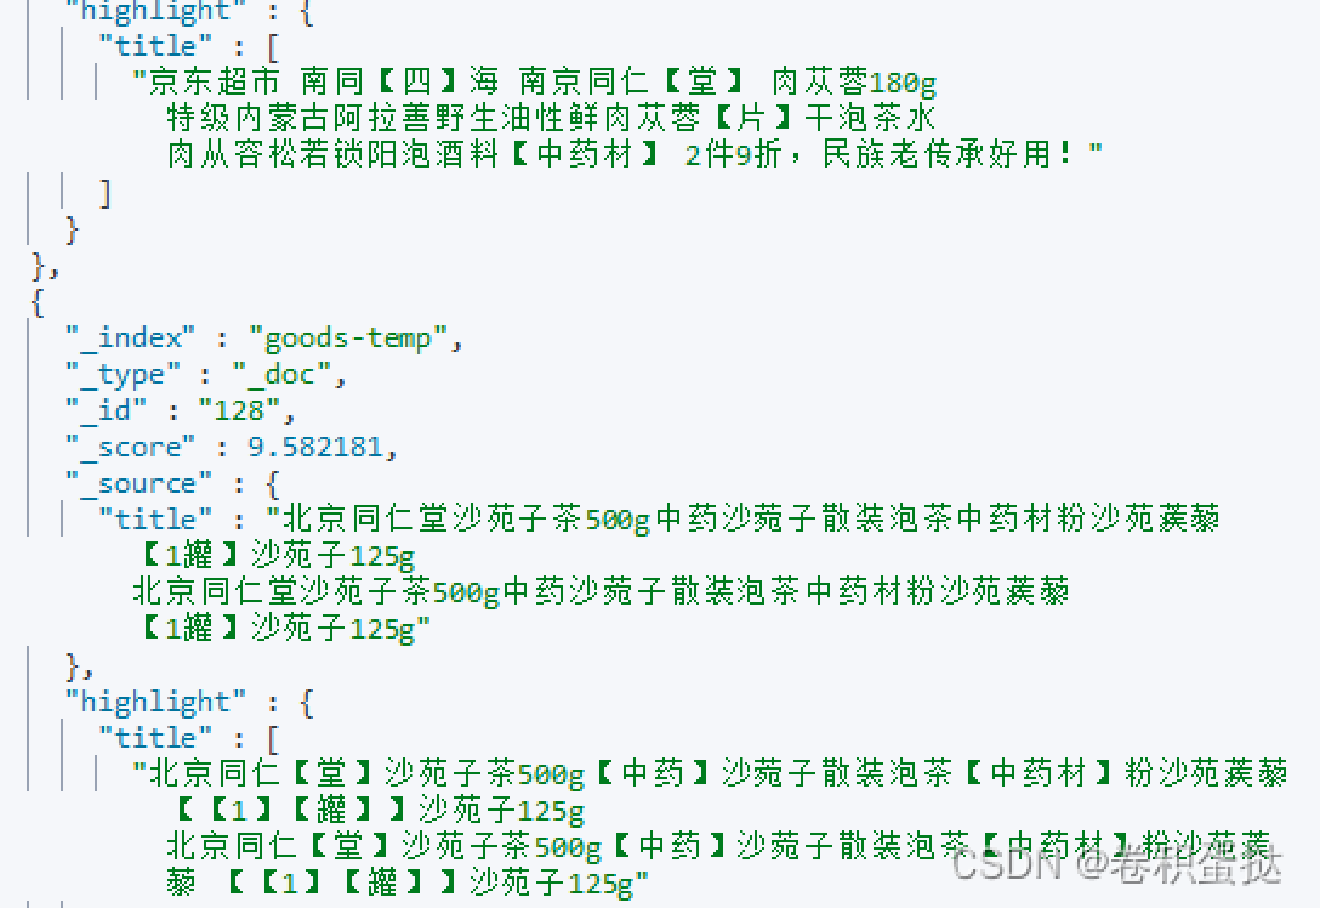 "highlight" : {
"title" : [
"京东超市 南同【四】海 南京同仁【堂】 肉苁蓉180g
特级内蒙古阿拉善野生油性鲜肉苁蓉【片】干泡茶水
肉从容松若锁阳泡酒料【中药材】 2件9折，民族老传承好用！"
]
}
},
{
"_index" : "goods-temp",
"_type" : "_doc",
"_id" : "128",
"_score" : 9.582181,
"_source" : {
"title" : "北京同仁堂沙苑子茶500g中药沙菀子散装泡茶中药材粉沙苑蒺藜
【1罐】沙苑子125g
北京同仁堂沙苑子茶500g中药沙菀子散装泡茶中药材粉沙苑蒺藜
【1罐】沙苑子125g"
},
"highlight" : {
"title" : [
"北京同仁【堂】沙苑子茶500g【中药】沙菀子散装泡茶【中药材】粉沙苑蒺藜
【【1】【罐】】沙苑子125g
北京同仁【堂】沙苑子茶500g【中药】沙菀子散装泡茶【中药材】粉沙苑蒺
藜 【【1】【罐】】沙苑子125g"
CSDN @卷积蛋挞